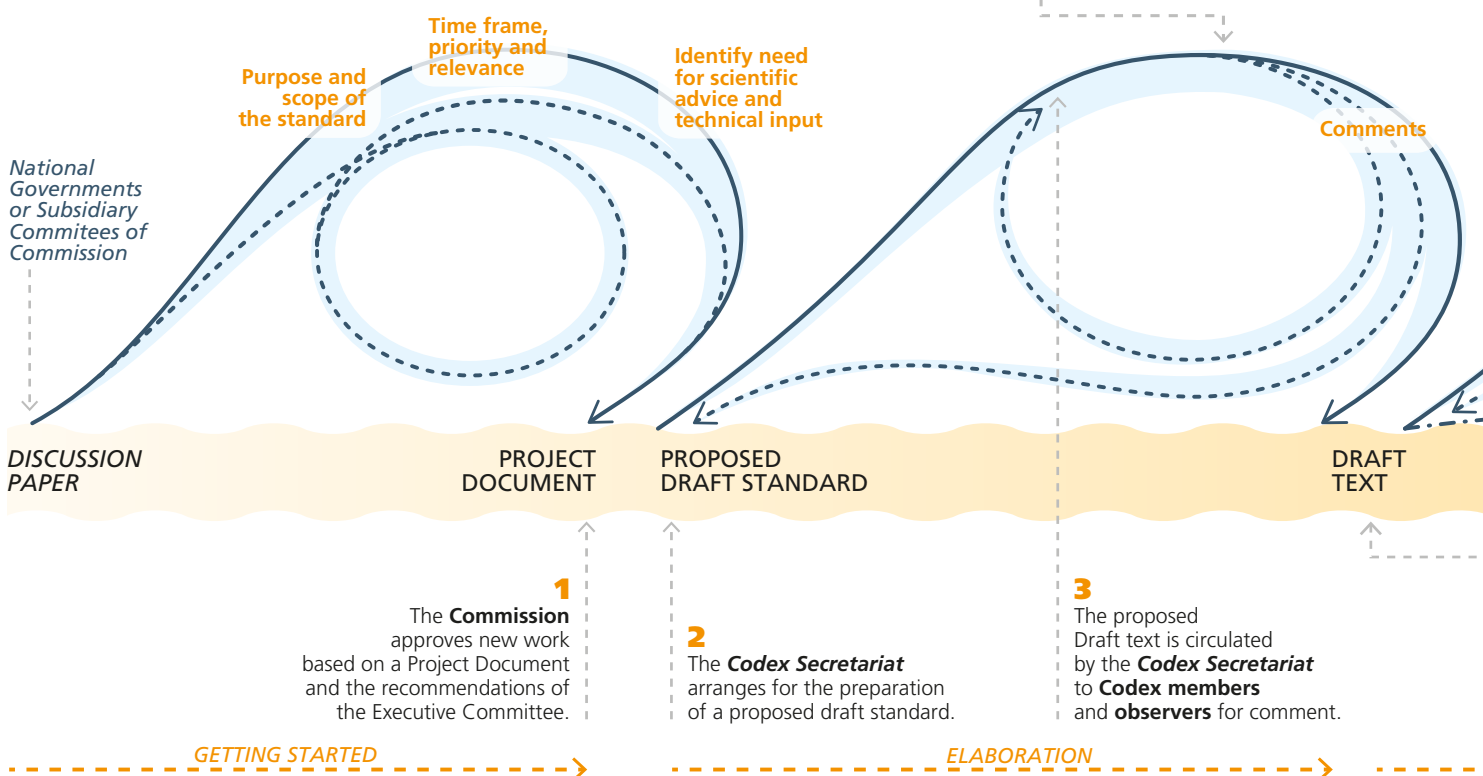 Time frame,
priority and
relevance
Purpose and
scope of
the standard
Identify need
for scientific
advice and
technical input
Comments
National
Governments
or Subsidiary
Commitees of
Commission
DISCUSSION
PAPER
PROJECT
DOCUMENT
PROPOSED
DRAFT STANDARD
DRAFT
TEXT
1
The Commission
approves new work
based on a Project Document
and the recommendations of
the Executive Committee.
2
The Codex Secretariat
arranges for the preparation
of a proposed draft standard.
3
The proposed
Draft text is circulated
by the Codex Secretariat
to Codex members
and observers for comment.
GETTING STARTED
ELABORATION